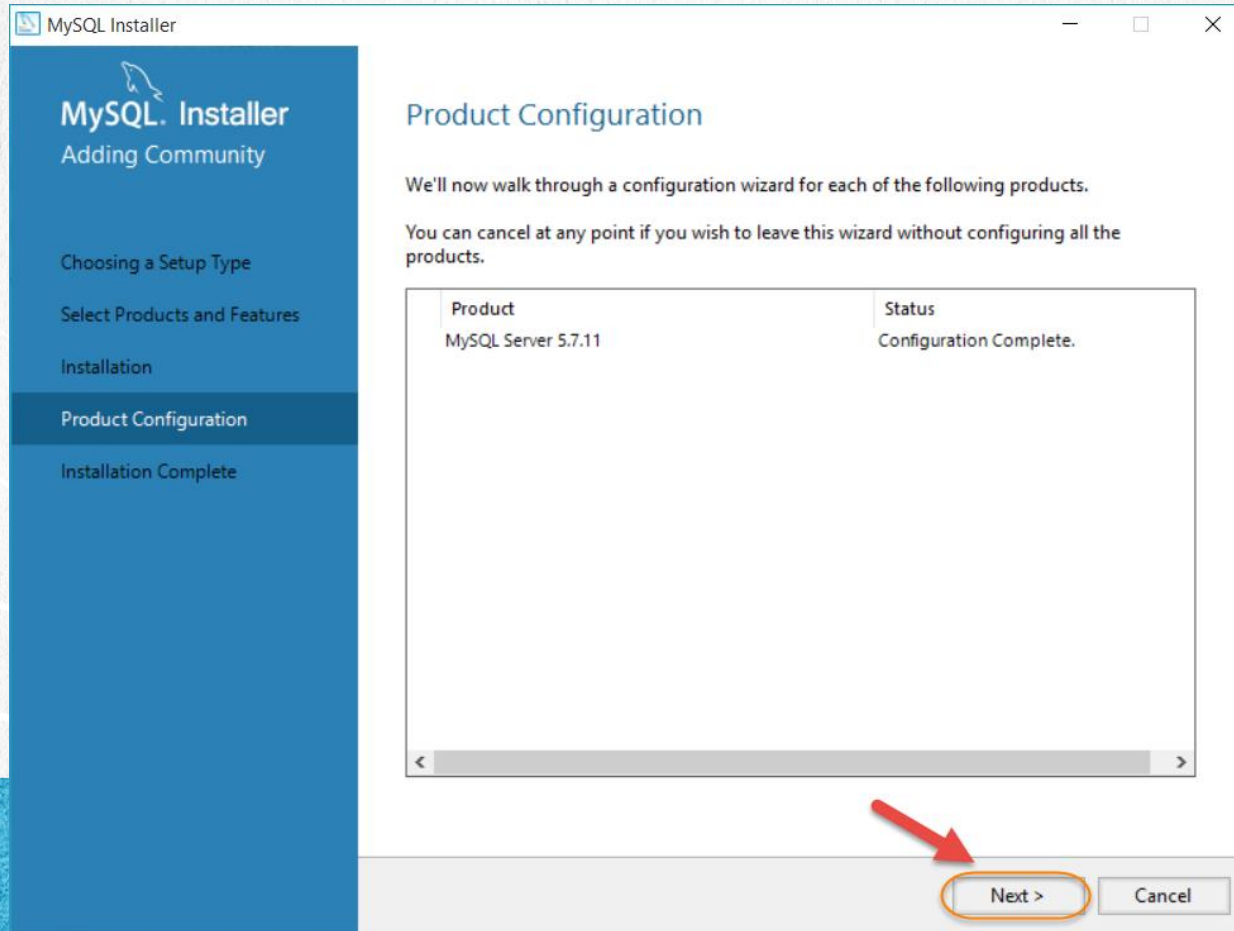 MySQL Installer
MySQL. Installer
Adding Community
Choosing a Setup Type
Select Products and Features
Installation
Product Configuration
Installation Complete
Product Configuration
We'll now walk through a configuration wizard for each of the following products.
You can cancel at any point if you wish to leave this wizard without configuring all the
products.
Product Status
MySQL Server 5.7.11 Configuration Complete.
Next > Cancel